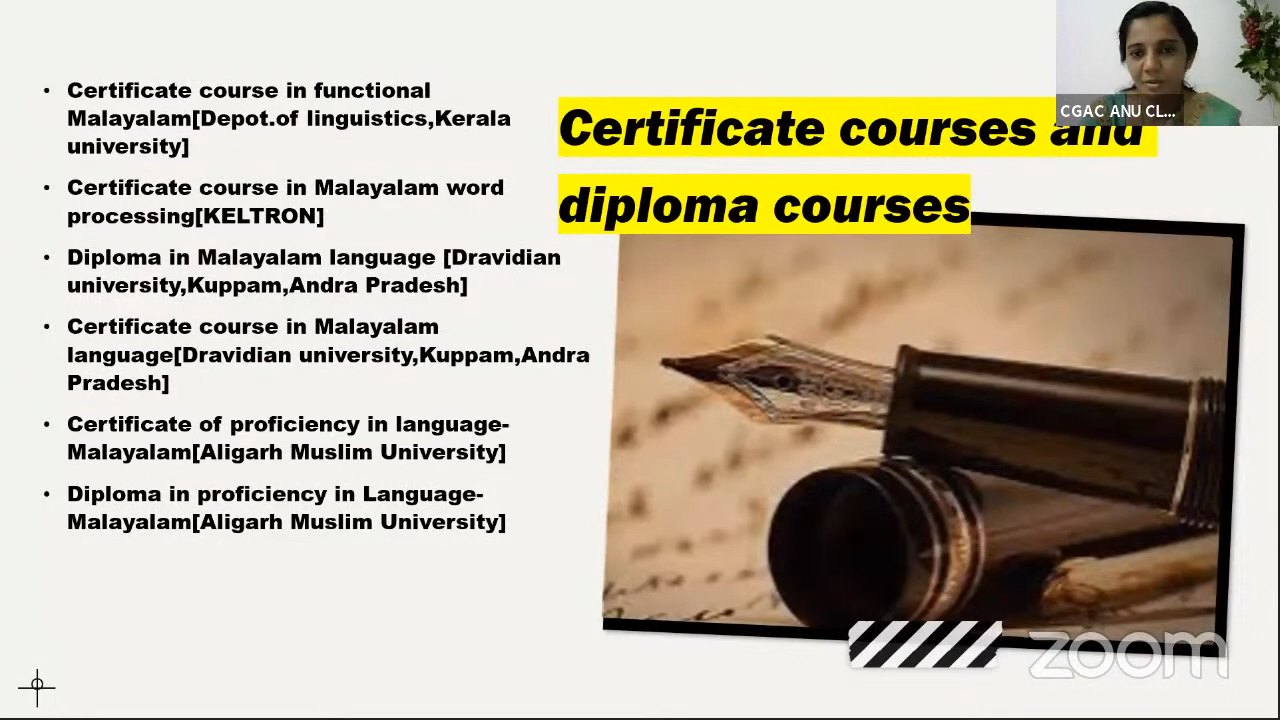 Certificate courses and
diploma courses
• Certificate course in functional
Malayalam[Depot.of linguistics,Kerala
university]
• Certificate course in Malayalam word
processing[KELTRON]
• Diploma in Malayalam language [Dravidian
university,Kuppam,Andra Pradesh]
• Certificate course in Malayalam
language[Dravidian university,Kuppam,Andra
Pradesh]
• Certificate of proficiency in language-
Malayalam[Aligarh Muslim University]
• Diploma in proficiency in Language-
Malayalam[Aligarh Muslim University]
CGAC ANU CL...
zoom